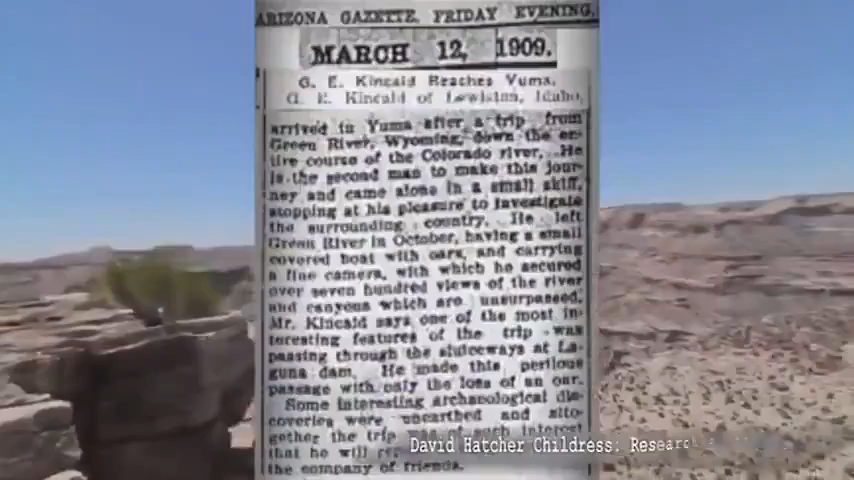 ARIZONA GAZETTE, FRIDAY EVENING,
MARCH 12, 1909.
G. E. Kincaid Reaches Yuma.
G. E. Kincaid of Lewiston, Idaho,
arrived in Yuma after a trip from
Green River, Wyoming, down the en-
tire course of the Colorado river. He
is the second man to make this jour-
ney and came alone in a small skiff,
stopping at his pleasure to investigate
the surrounding country. He left
Green River in October, having a small
covered boat with oars, and carrying
a fine camera, with which he secured
over seven hundred views of the river
and canyons which are unsurpassed.
Mr. Kincaid says one of the most in-
teresting features of the trip was
passing through the sluiceways at La-
guna dam. He made this perilous
passage with only the loss of an oar.
Some interesting archaeological dis-
coveries were unearthed and alto-
gether the trip was of such interest
that he will
the company of friends.
David Hatcher Childress: Researc